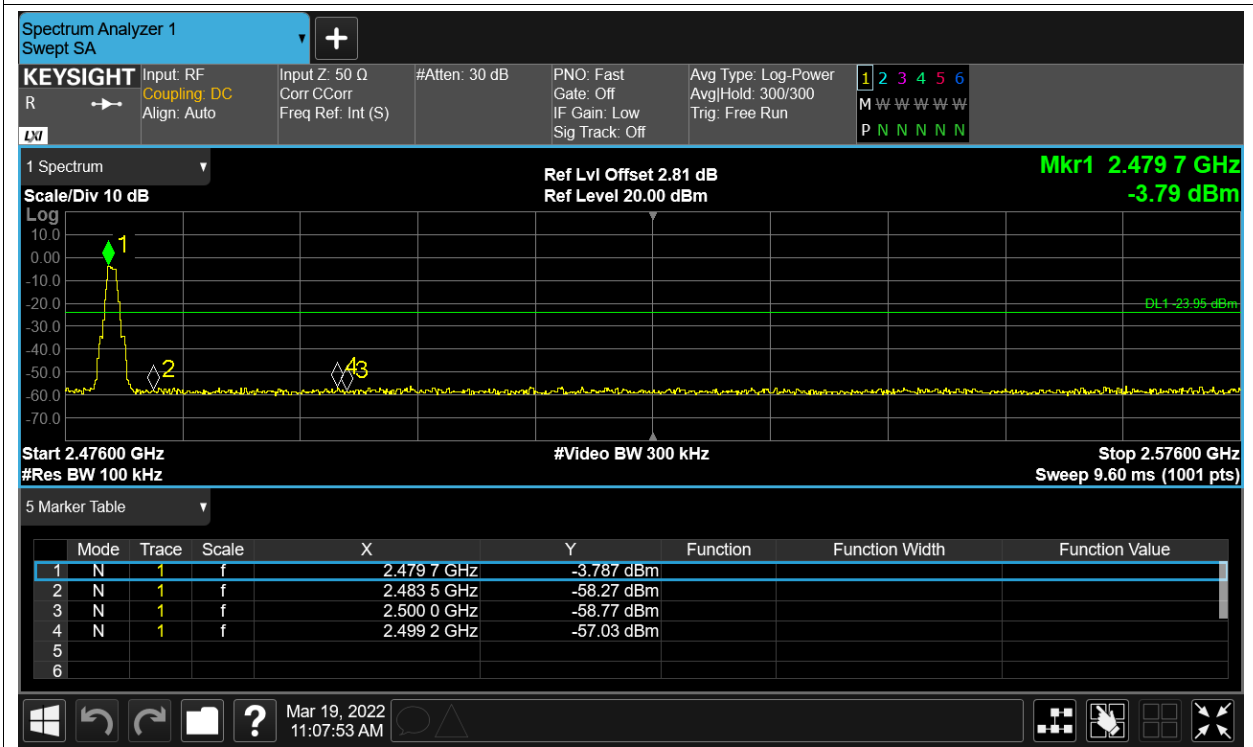 Spectrum Analyzer 1
Swept SA
KEYSIGHT Input: RF Input Z: 50 Ω #Atten: 30 dB PNO: Fast Avg Type: Log-Power 1 2 3 4 5 6
R Coupling: DC Corr CCorr Gate: Off Avg|Hold: 300/300 M W W W W W
Align: Auto Freq Ref: Int (S) IF Gain: Low Trig: Free Run
LXI Sig Track: Off P N N N N N
1 Spectrum Ref Lvl Offset 2.81 dB Mkr1 2.479 7 GHz
Scale/Div 10 dB Ref Level 20.00 dBm -3.79 dBm
Log
10.0
1
0.00
-10.0
-20.0
DL1 -23.95 dBm
-30.0
-40.0
2 4 3
-50.0
-60.0
-70.0
Start 2.47600 GHz #Video BW 300 kHz Stop 2.57600 GHz
#Res BW 100 kHz Sweep 9.60 ms (1001 pts)
5 Marker Table
Mode Trace Scale X Y Function Function Width Function Value
1 N 1 f 2.479 7 GHz -3.787 dBm
2 N 1 f 2.483 5 GHz -58.27 dBm
3 N 1 f 2.500 0 GHz -58.77 dBm
4 N 1 f 2.499 2 GHz -57.03 dBm
5
6
? Mar 19, 2022
11:07:53 AM